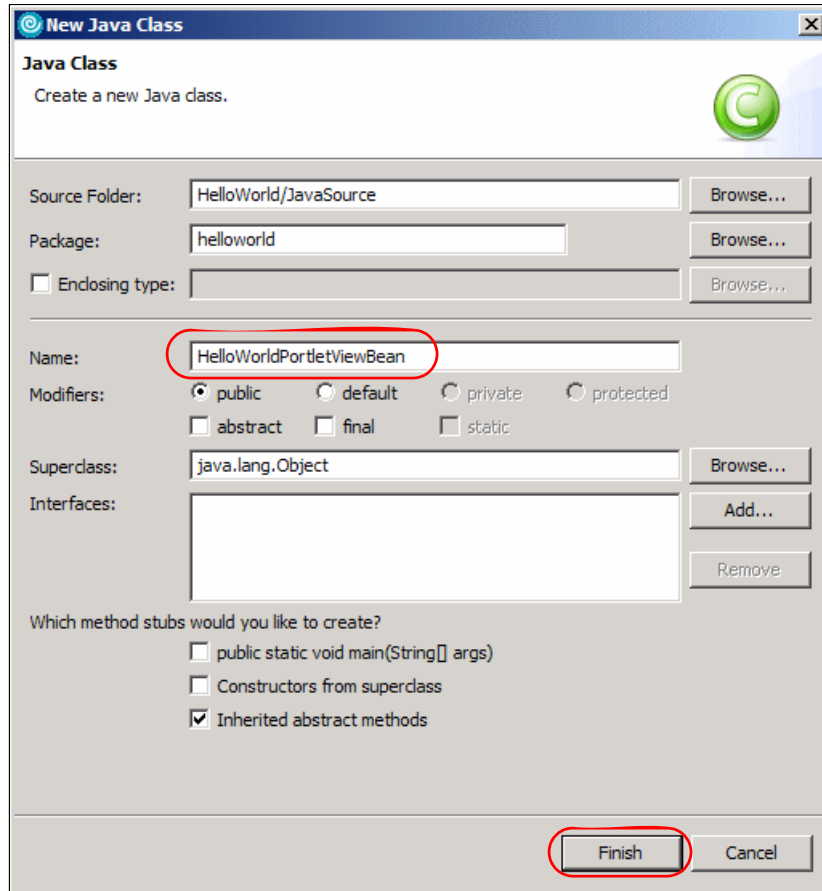 New Java Class
Java Class
Create a new Java class.
Source Folder: HelloWorld/JavaSource Browse...
Package: helloworld Browse...
Enclosing type: Browse...
Name: HelloWorldPortletViewBean
Modifiers: public default private protected
abstract final static
Superclass: java.lang.Object Browse...
Interfaces: Add...
Remove
Which method stubs would you like to create?
public static void main(String[] args)
Constructors from superclass
Inherited abstract methods
Finish Cancel